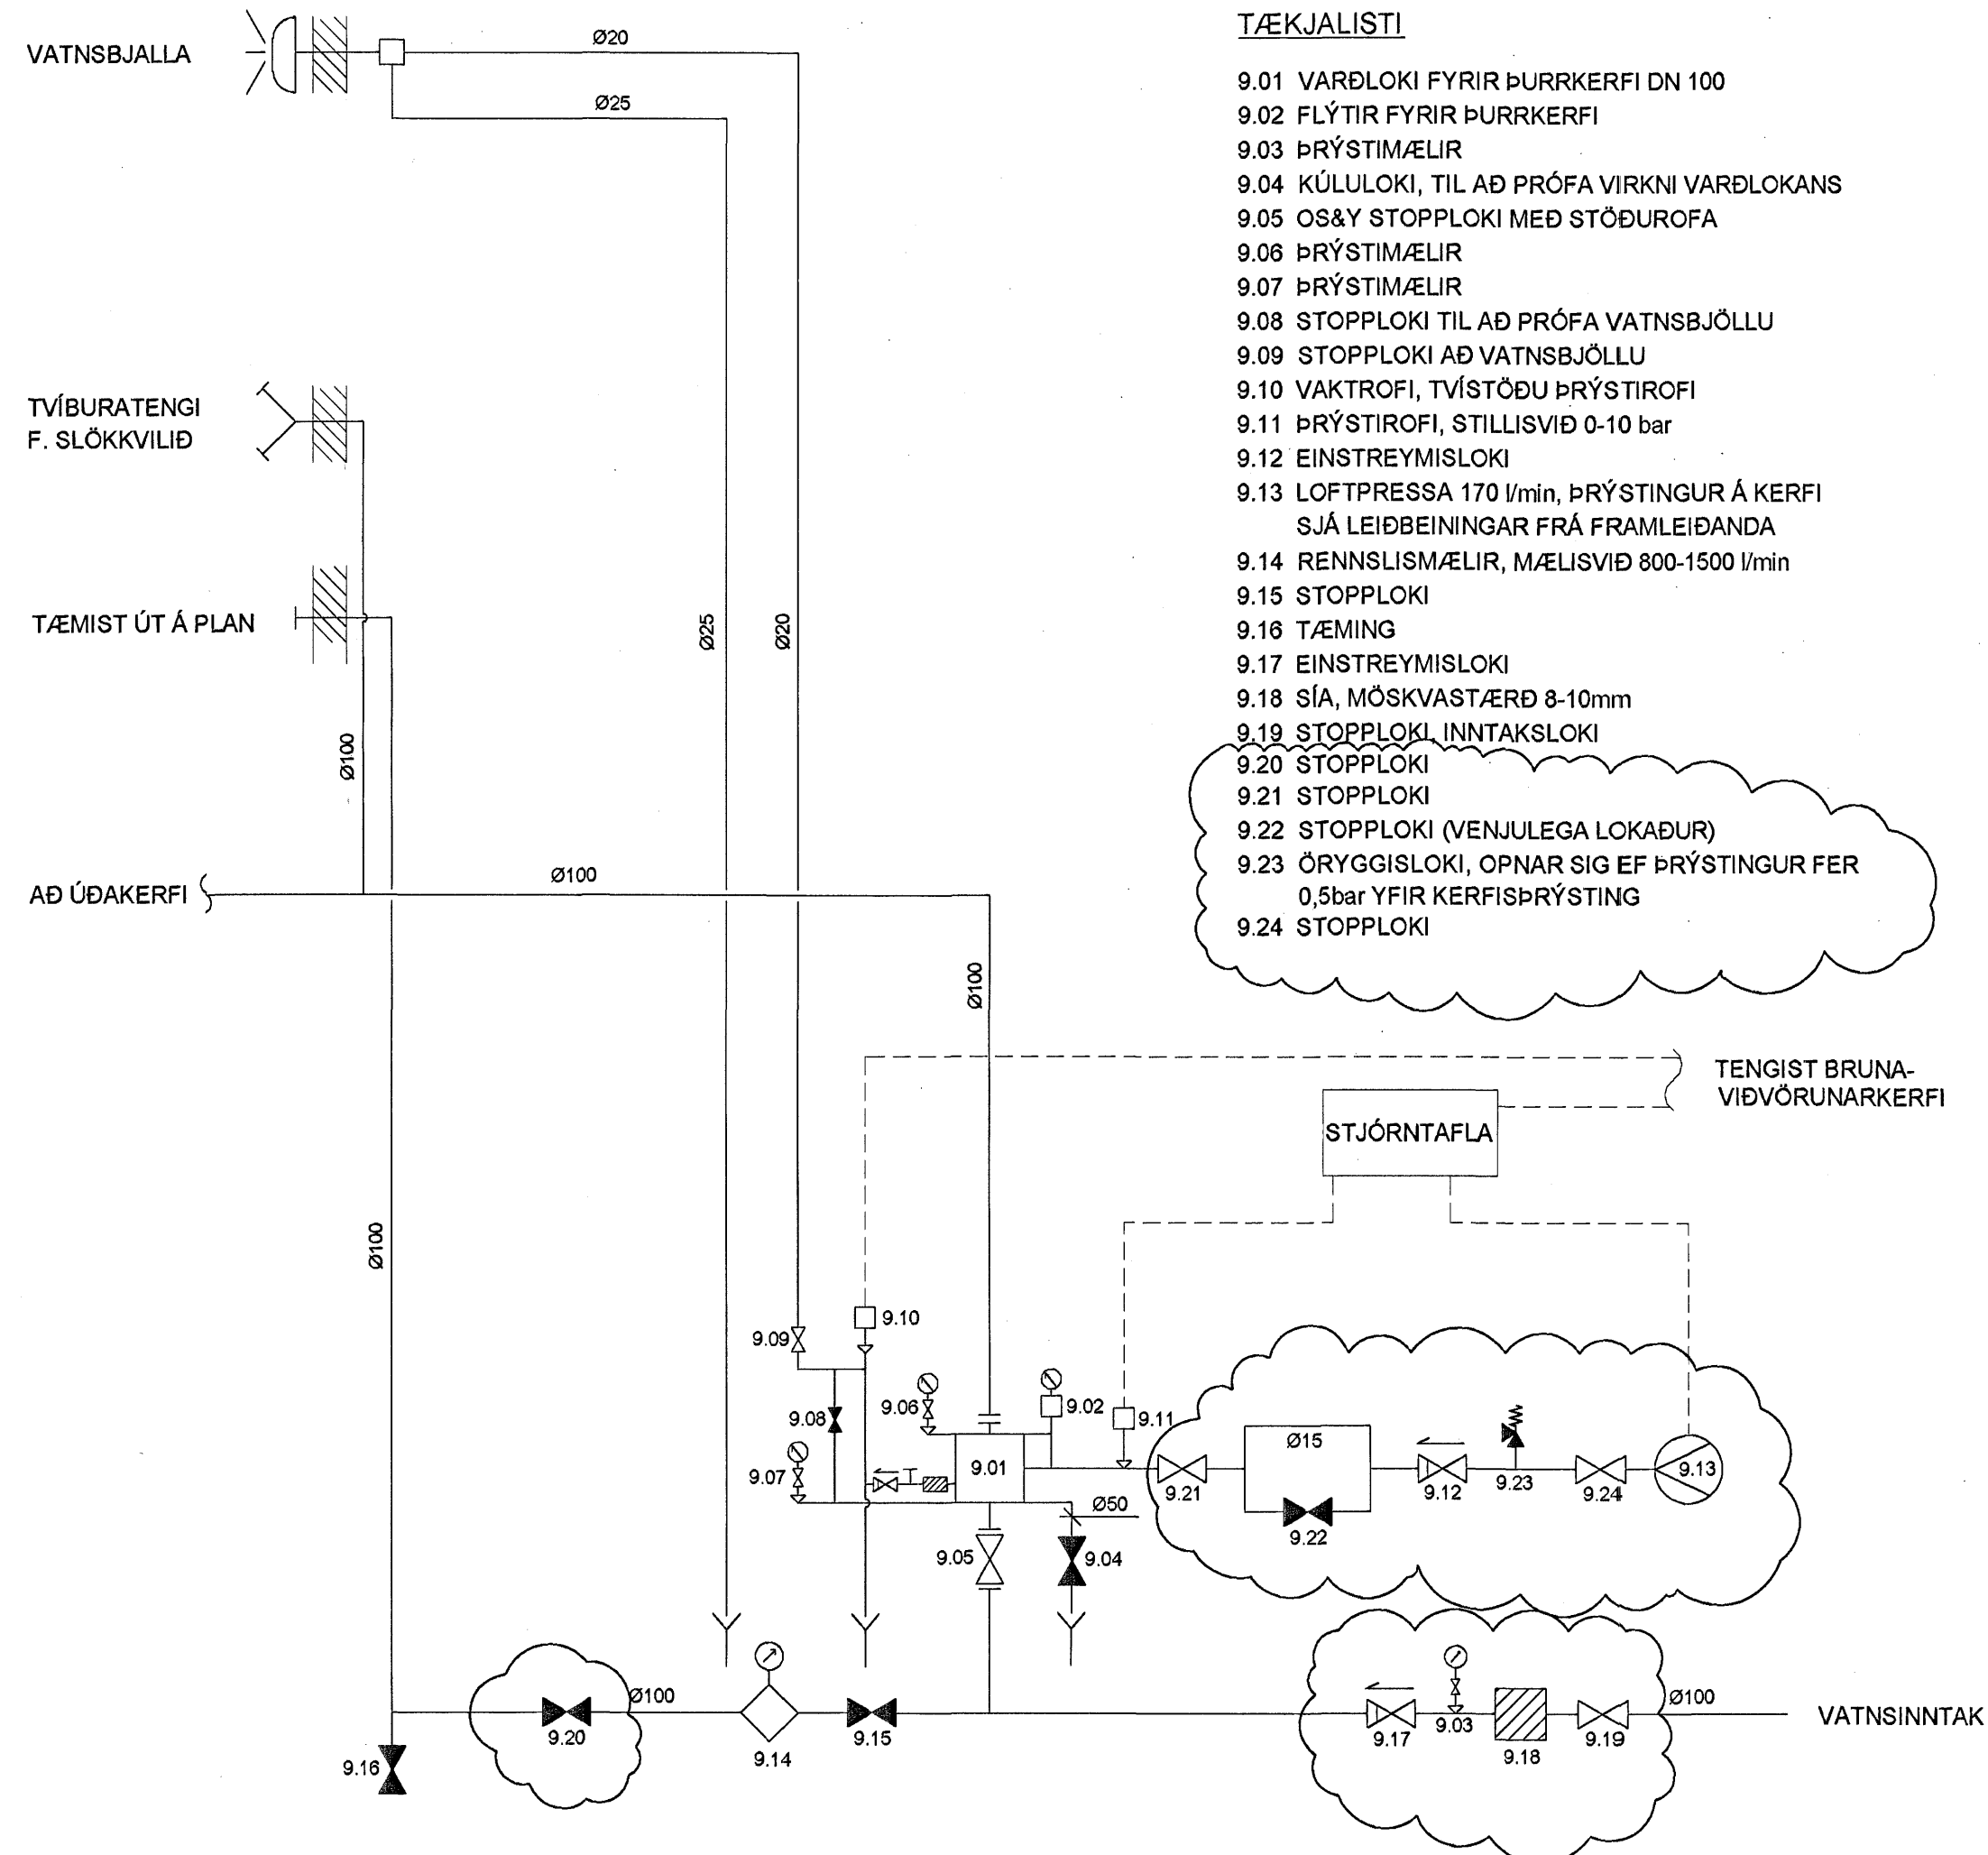 TÆKJALISTI
9.01 VARÐLOKI FYRIR ÞURRKERFI DN 100
9.02 FLÝTIR FYRIR ÞURRKERFI
9.03 ÞRÝSTIMÆLIR
9.04 KÚLULOKI, TIL AÐ PRÓFA VIRKNI VARÐLOKANS
9.05 OS&Y STOPPLOKI MEÐ STÖÐUROFA
9.06 ÞRÝSTIMÆLIR
9.07 ÞRÝSTIMÆLIR
9.08 STOPPLOKI TIL AÐ PRÓFA VATNSBJÖLLU
9.09 STOPPLOKI AÐ VATNSBJÖLLU
9.10 VAKTROFI, TVÍSTÖÐU ÞRÝSTIROFI
9.11 ÞRÝSTIROFI, STILLISVIÐ 0-10 bar
9.12 EINSTREYMISLOKI
9.13 LOFTPRESSA 170 l/min, ÞRÝSTINGUR Á KERFI
SJÁ LEIÐBEININGAR FRÁ FRAMLEIÐANDA
9.14 RENNSLISMÆLIR, MÆLISVIÐ 800-1500 l/min
9.15 STOPPLOKI
9.16 TÆMING
9.17 EINSTREYMISLOKI
9.18 SÍA, MÖSKVASTÆRÐ 8-10mm
9.19 STOPPLOKI, INNTAKSLOKI
9.20 STOPPLOKI
9.21 STOPPLOKI
9.22 STOPPLOKI (VENJULEGA LOKAÐUR)
9.23 ÖRYGGISLOKI, OPNAR SIG EF ÞRÝSTINGUR FER
0,5bar YFIR KERFISÞRÝSTING
9.24 STOPPLOKI
VATNSBJALLA
Ø20
Ø25
TVÍBURATENGI
F. SLÖKKVILIÐ
TÆMIST ÚT Á PLAN
Ø25
Ø20
Ø100
AÐ ÚÐAKERFI
Ø100
Ø100
TENGIST BRUNA-
VIÐVÖRUNARKERFI
STJÓRNTAFLA
Ø100
9.10
9.09
9.06
9.02
9.11
9.08
Ø15
9.07
9.01
9.21
9.12
9.23
9.24
9.13
Ø50
9.22
9.05
9.04
Ø100
Ø100
9.20
9.14
9.15
9.17
9.03
9.18
9.19
VATNSINNTAK
9.16